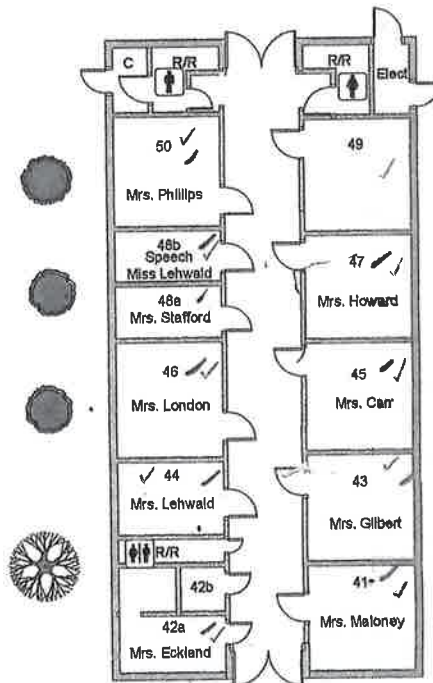 C
R/R
R/R
Elect
50
Mrs. Phillips
49
48b
Speech
Miss Lehwald
47
Mrs. Howard
48a
Mrs. Stafford
46
Mrs. London
45
Mrs. Carr
44
Mrs. Lehwald
43
Mrs. Gilbert
R/R
42b
41
Mrs. Maloney
42a
Mrs. Eckland